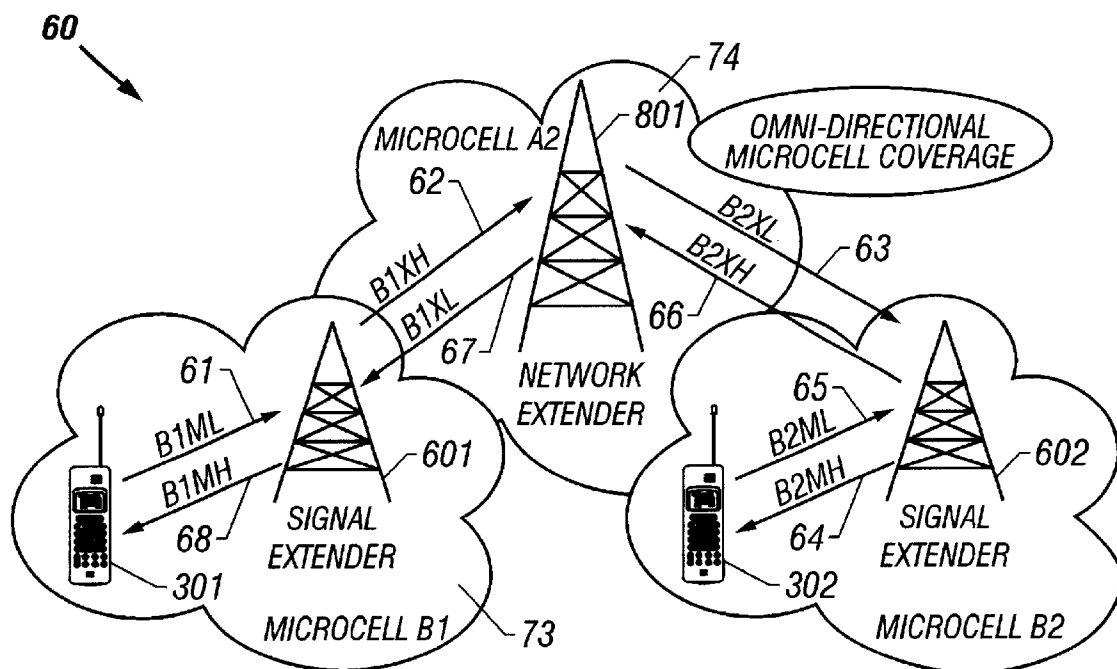 60
74
801
OMNI-DIRECTIONAL
MICROCELL COVERAGE
MICROCELL A2
62
B2XL
B2XH
63
B1XH
B1XL
66
67
61
NETWORK
EXTENDER
65
B1ML
B1MH
601
B2ML
B2MH
602
68
SIGNAL
EXTENDER
64
SIGNAL
EXTENDER
301
302
MICROCELL B1
73
MICROCELL B2